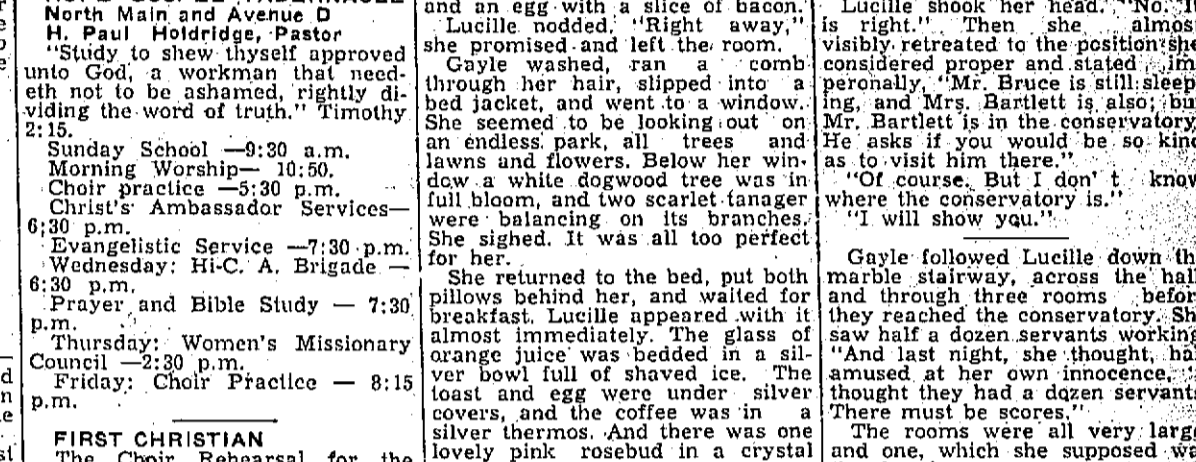 North Main and Avenue D
H. Paul Holdridge, Pastor
"Study to shew thyself approved
unto God, a workman that need-
eth not to be ashamed, rightly di-
viding the word of truth." Timothy
2:15.
Sunday School —9:30 a.m.
Morning Worship— 10:50.
Choir practice —5:30 p.m.
Christ's Ambassador Services—
6:30 p.m.
Evangelistic Service —7:30 p.m.
Wednesday: Hi-C. A. Brigade —
6:30 p.m.
Prayer and Bible Study — 7:30
p.m.
Thursday: Women's Missionary
Council —2:30 p.m.
Friday: Choir Practice — 8:15
p.m.
FIRST CHRISTIAN
The Choir Rehearsal for the
and an egg with a slice of bacon.
Lucille nodded. "Right away,"
she promised and left the room.
Gayle washed, ran a comb
through her hair, slipped into a
bed jacket, and went to a window.
She seemed to be looking out on
an endless park, all trees and
lawns and flowers. Below her win-
dow a white dogwood tree was in
full bloom, and two scarlet tanager
were balancing on its branches.
She sighed. It was all too perfect
for her.
She returned to the bed, put both
pillows behind her, and waited for
breakfast. Lucille appeared with it
almost immediately. The glass of
orange juice was bedded in a sil-
ver bowl full of shaved ice. The
toast and egg were under silver
covers, and the coffee was in a
silver thermos. And there was one
lovely pink rosebud in a crystal
Lucille shook her head. "No.
is right." Then she almos
visibly retreated to the position she
considered proper and stated im
peronally, "Mr. Bruce is still sleep
ing, and Mrs. Bartlett is also; bu
Mr. Bartlett is in the conservatory
He asks if you would be so kind
as to visit him there."
"Of course. But I don' t know
where the conservatory is."
"I will show you."
Gayle followed Lucille down th
marble stairway, across the hal
and through three rooms befor
they reached the conservatory. Sh
saw half a dozen servants working
"And last night, she thought, ha
amused at her own innocence,
thought they had a dozen servant
There must be scores."
The rooms were all very larg
and one, which she supposed wa